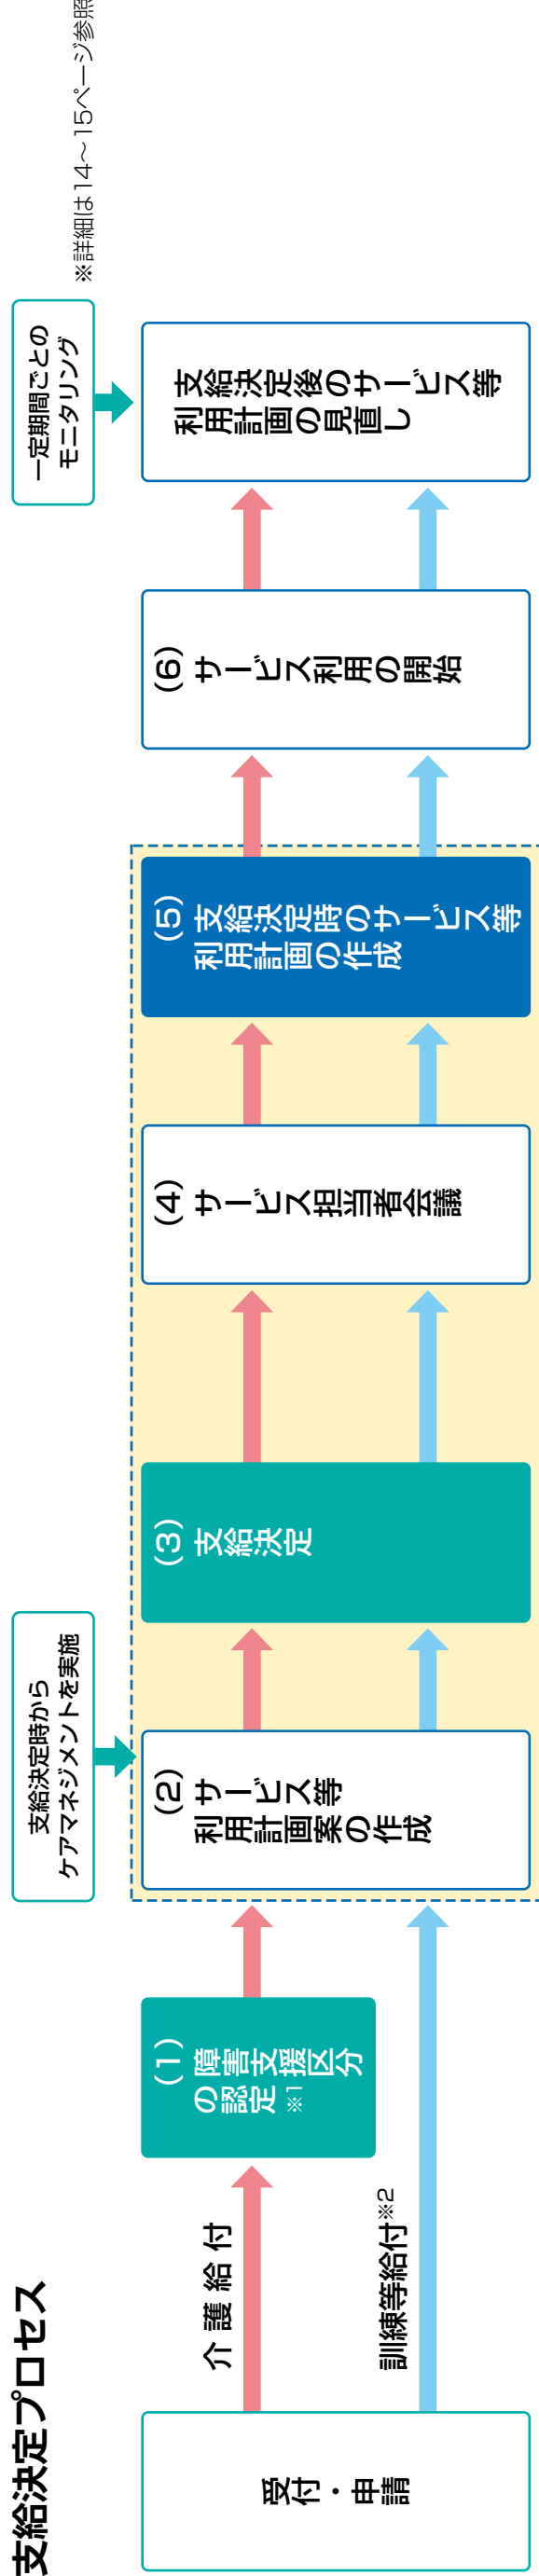 支給決定プロセス
※詳細は14〜15ページ参照
支給決定時から
ケアマネジメントを実施
一定期間ごとの
モニタリング
受付・申請
介護給付
訓練等給付※2
(1)
障害支援区分
の認定※1
(2)
サービス等
利用計画案の作成
(3)
支給決定
(4)
サービス担当者会議
(5)
支給決定時のサービス等
利用計画の作成
(6)
サービス利用の開始
支給決定後のサービス等
利用計画の見直し